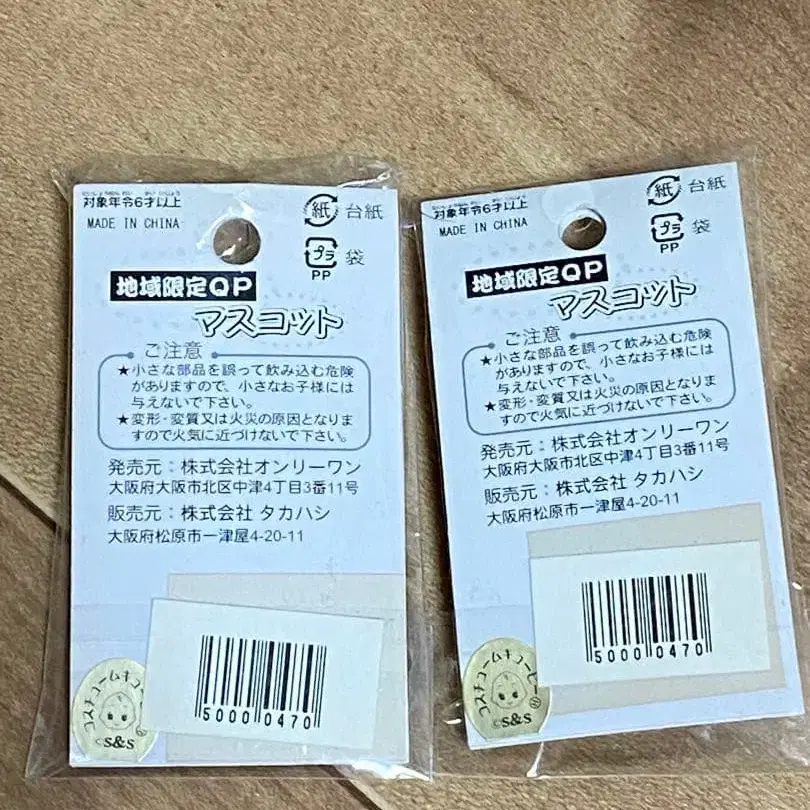 対象年令6才以上
MADE IN CHINA
紙 台紙
プラ 袋
PP
地域限定QP
マスコット
ご注意
★小さな部品を誤って飲み込む危険
がありますので、小さなお子様には
与えないで下さい。
★変形・変質又は火災の原因となりま
すので火気に近づけないで下さい。
発売元:株式会社オンリーワン
大阪府大阪市北区中津4丁目3番11号
販売元:株式会社 タカハシ
大阪府松原市一津屋4-20-11
5000 0470
コスチュームキューピー
©S&S
対象年令6才以上
MADE IN CHINA
紙 台紙
プラ 袋
PP
地域限定QP
マスコット
ご注意
★小さな部品を誤って飲み込む危険
がありますので、小さなお子様には
与えないで下さい。
★変形・変質又は火災の原因となりま
すので火気に近づけないで下さい。
発売元:株式会社オンリーワン
大阪府大阪市北区中津4丁目3番11号
販売元:株式会社 タカハシ
大阪府松原市一津屋4-20-11
5000 0470
コスチュームキューピー
©S&S